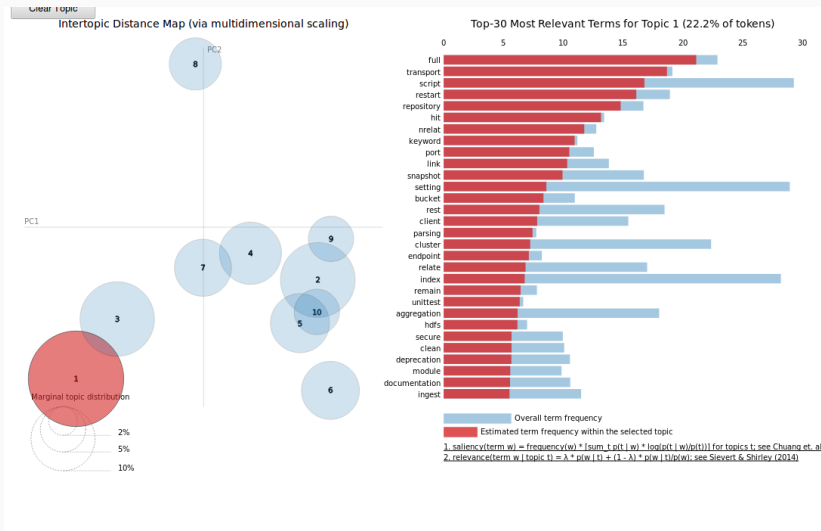 Clear Topic
Intertopic Distance Map (via multidimensional scaling)
PC2
PC1
8
9
4
7
2
10
5
3
1
6
Marginal topic distribution
2%
5%
10%
Top-30 Most Relevant Terms for Topic 1 (22.2% of tokens)
0 5 10 15 20 25 30
full
transport
script
restart
repository
hit
nrelat
keyword
port
link
snapshot
setting
bucket
rest
client
parsing
cluster
endpoint
relate
index
remain
unittest
aggregation
hdfs
secure
clean
deprecation
module
documentation
ingest
Overall term frequency
Estimated term frequency within the selected topic
1. saliency(term w) = frequency(w) * [sum_t p(t | w) * log(p(t | w)/p(t))] for topics t; see Chuang et. al
2. relevance(term w | topic t) = λ * p(w | t) + (1 - λ) * p(w | t)/p(w); see Sievert & Shirley (2014)